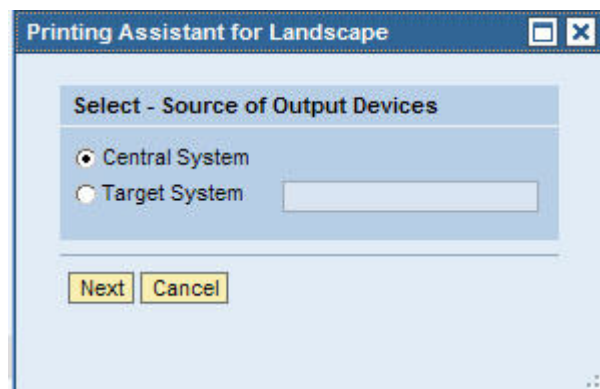 Printing Assistant for Landscape
Select - Source of Output Devices
Central System
Target System
Next Cancel